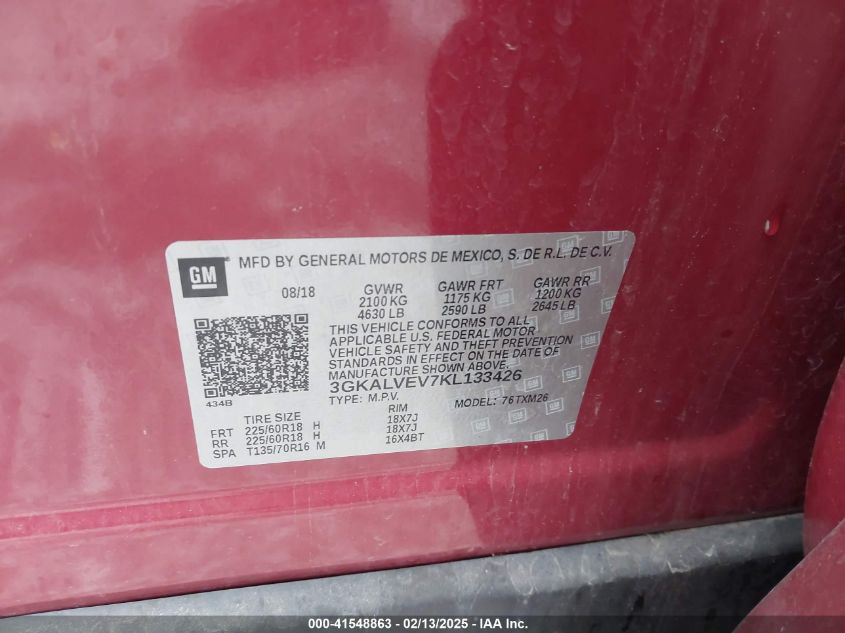 GM MFD BY GENERAL MOTORS DE MEXICO, S. DE R.L. DE C.V.
08/18 GVWR GAWR FRT GAWR RR
2100 KG 1175 KG 1200 KG
4630 LB 2590 LB 2645 LB
THIS VEHICLE CONFORMS TO ALL
APPLICABLE U.S. FEDERAL MOTOR
VEHICLE SAFETY AND THEFT PREVENTION
STANDARDS IN EFFECT ON THE DATE OF
MANUFACTURE SHOWN ABOVE.
3GKALVEV7KL133426
434B TYPE: M.P.V. MODEL: 76TXM26
TIRE SIZE RIM
FRT 225/60R18 H 18X7J
RR 225/60R18 H 18X7J
SPA T135/70R16 M 16X4BT
000-41548863 - 02/13/2025 - IAA Inc.